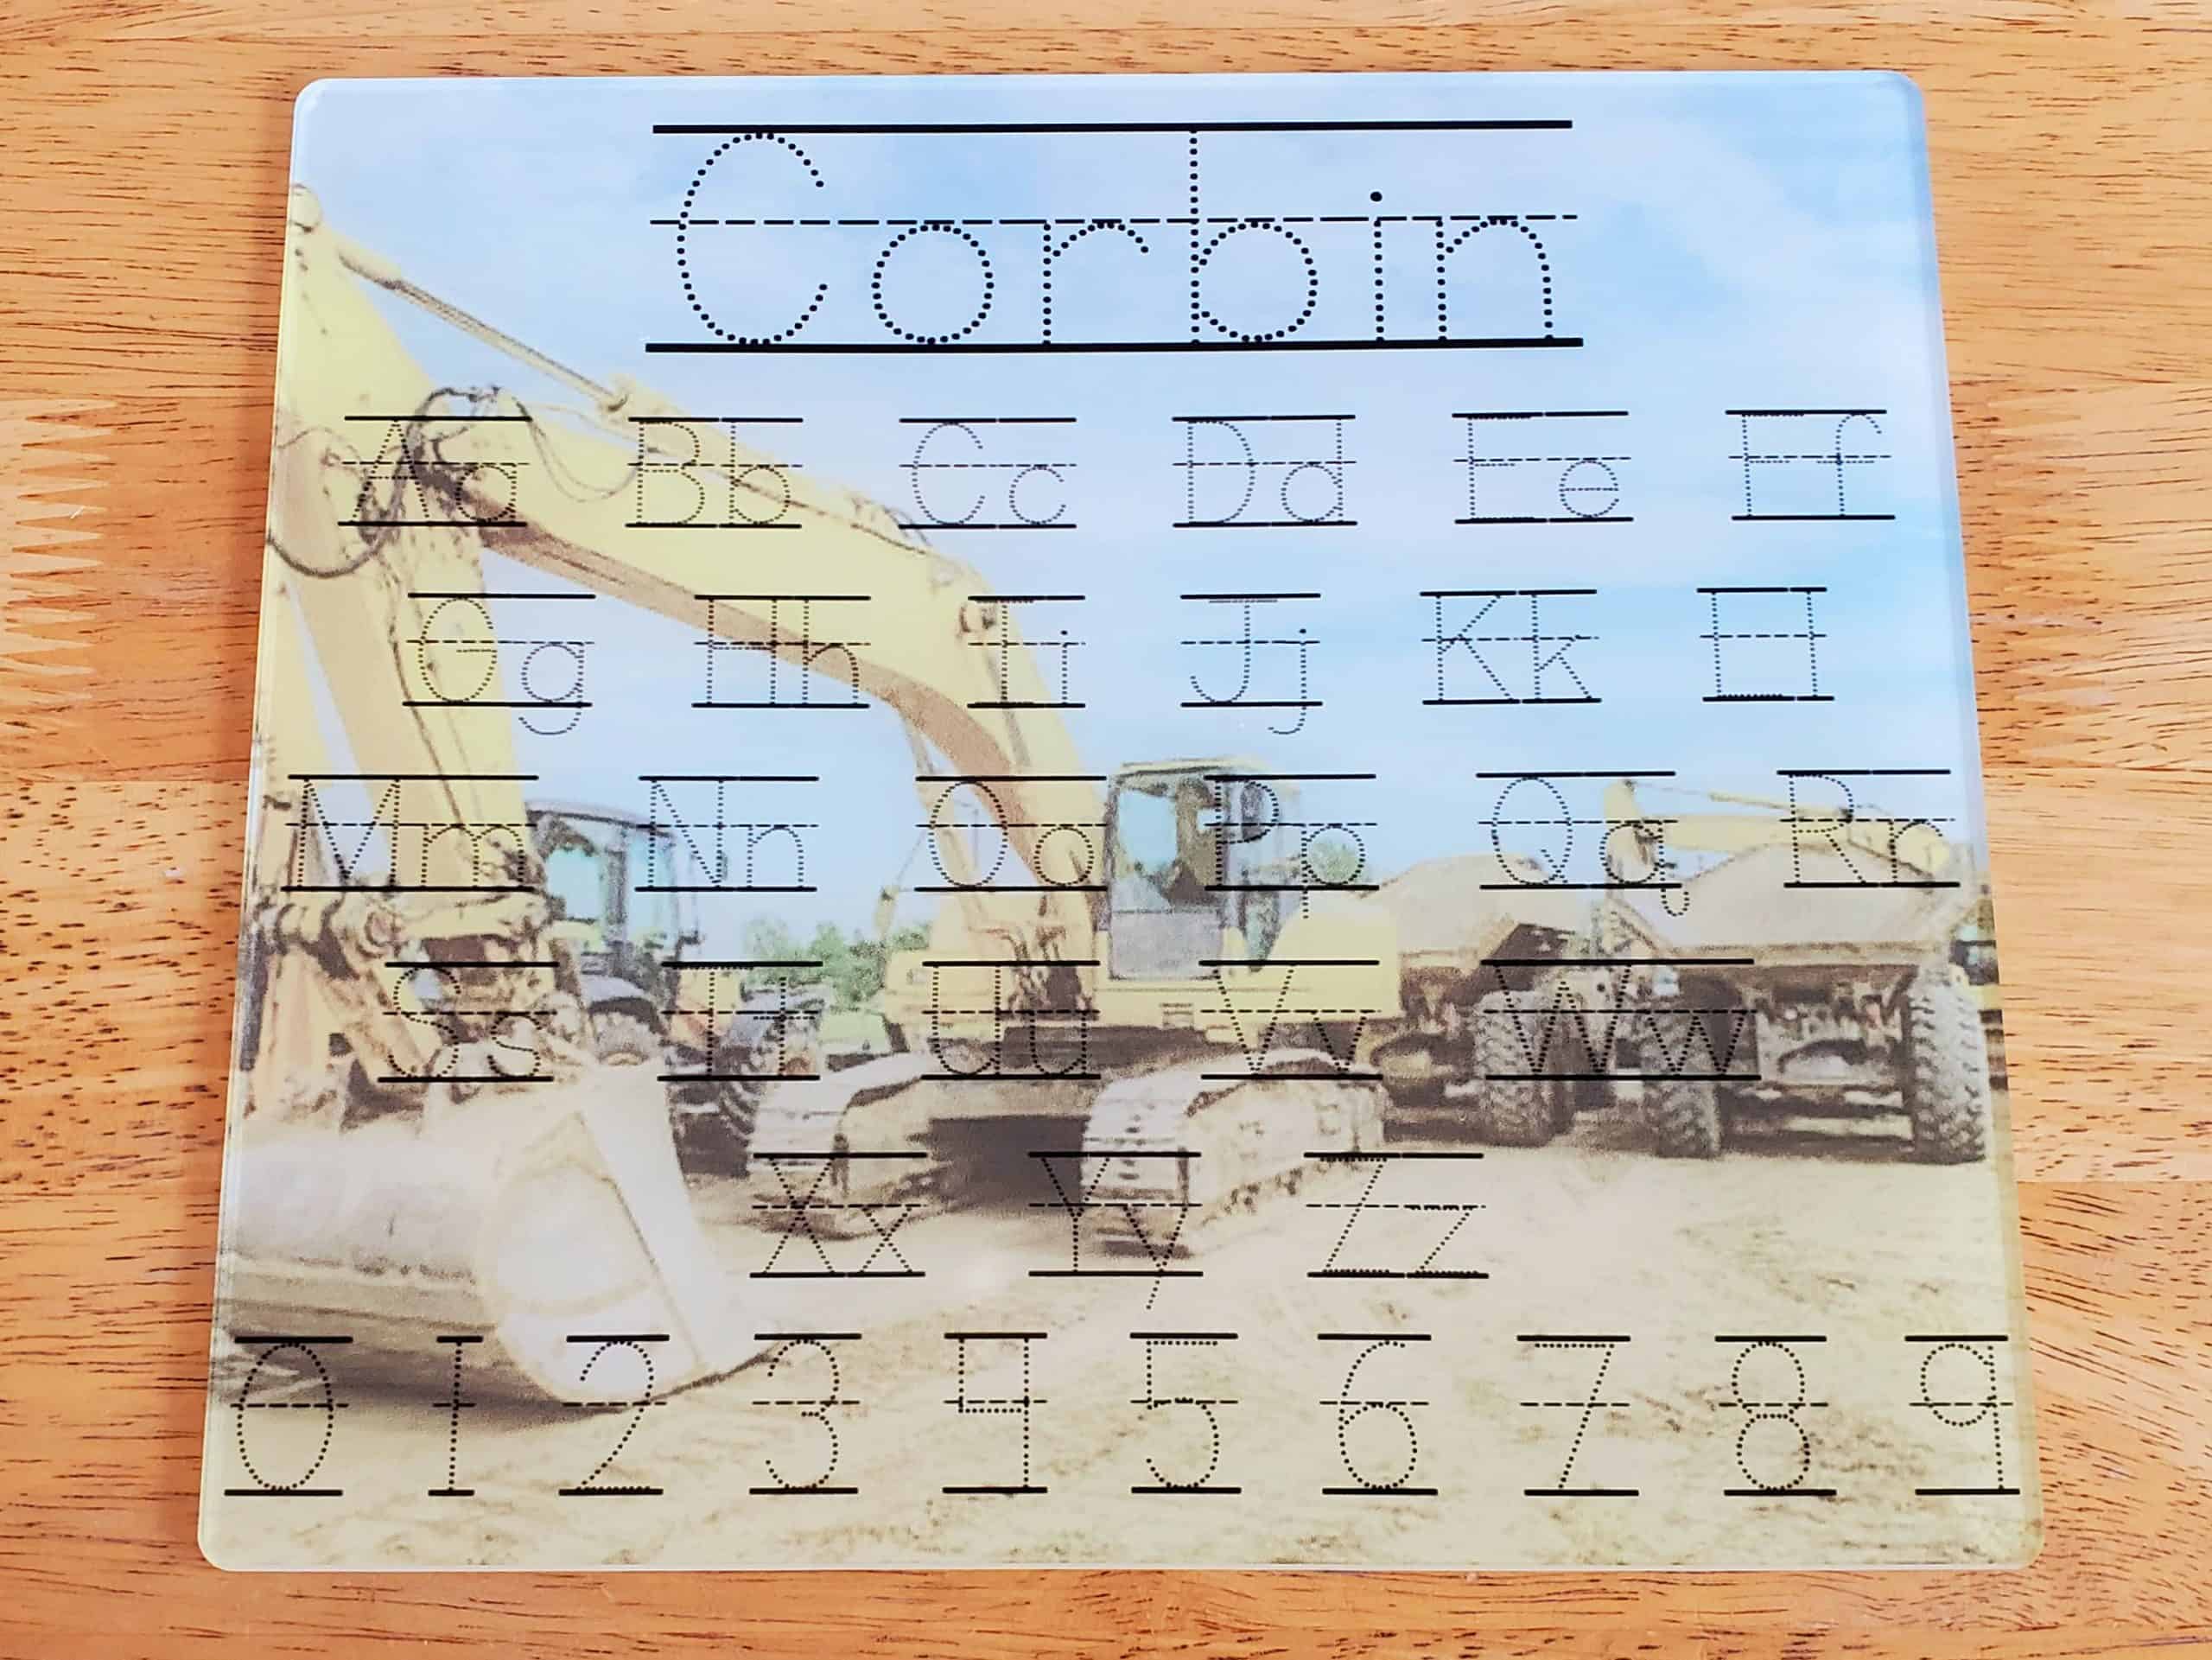 Corbin
Aa Bb Cc Dd Ee Ff
Gg Hh Ii Jj Kk Ll
Mm Nn Oo Pp Qq Rr
Ss Tt Uu Vv Ww
Xx Yy Zz
0 1 2 3 4 5 6 7 8 9